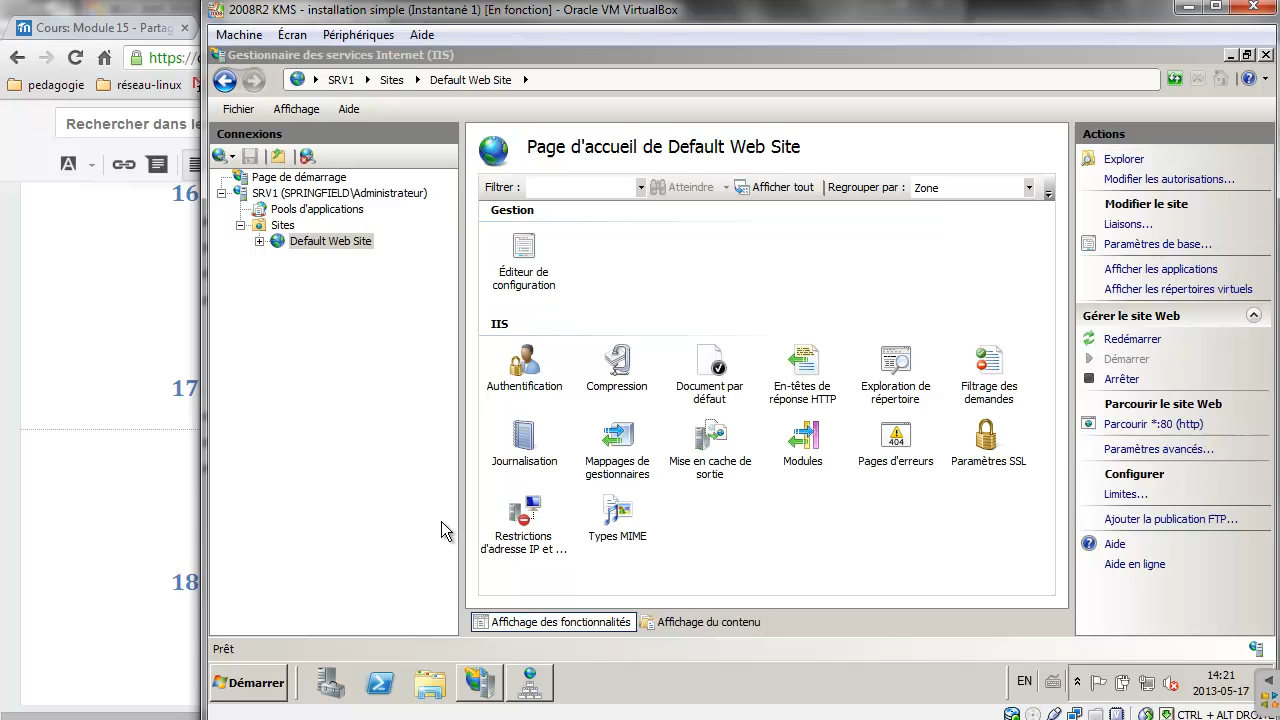 Cours: Module 15 - Partag
2008R2 KMS - installation simple (Instantané 1) [En fonction] - Oracle VM VirtualBox
Machine Écran Périphériques Aide
Gestionnaire des services Internet (IIS)
https://
SRV1 Sites Default Web Site
pedagogie réseau-linux
Fichier Affichage Aide
Rechercher dans le
Connexions
Page de démarrage
SRV1 (SPRINGFIELD\Administrateur)
Pools d'applications
Sites
Default Web Site
16
17
18
Page d'accueil de Default Web Site
Filtrer : Atteindre Afficher tout Regrouper par : Zone
Gestion
Éditeur de
configuration
IIS
Authentification
Compression
Document par
défaut
En-têtes de
réponse HTTP
Exploration de
répertoire
Filtrage des
demandes
Journalisation
Mappages de
gestionnaires
Mise en cache de
sortie
Modules
404
Pages d'erreurs
Paramètres SSL
Restrictions
d'adresse IP et ...
Types MIME
Affichage des fonctionnalités Affichage du contenu
Actions
Explorer
Modifier les autorisations...
Modifier le site
Liaisons...
Paramètres de base...
Afficher les applications
Afficher les répertoires virtuels
Gérer le site Web
Redémarrer
Démarrer
Arrêter
Parcourir le site Web
Parcourir *:80 (http)
Paramètres avancés...
Configurer
Limites...
Ajouter la publication FTP...
Aide
Aide en ligne
Prêt
Démarrer
EN
14:21
2013-05-17
CTRL + ALT DRO